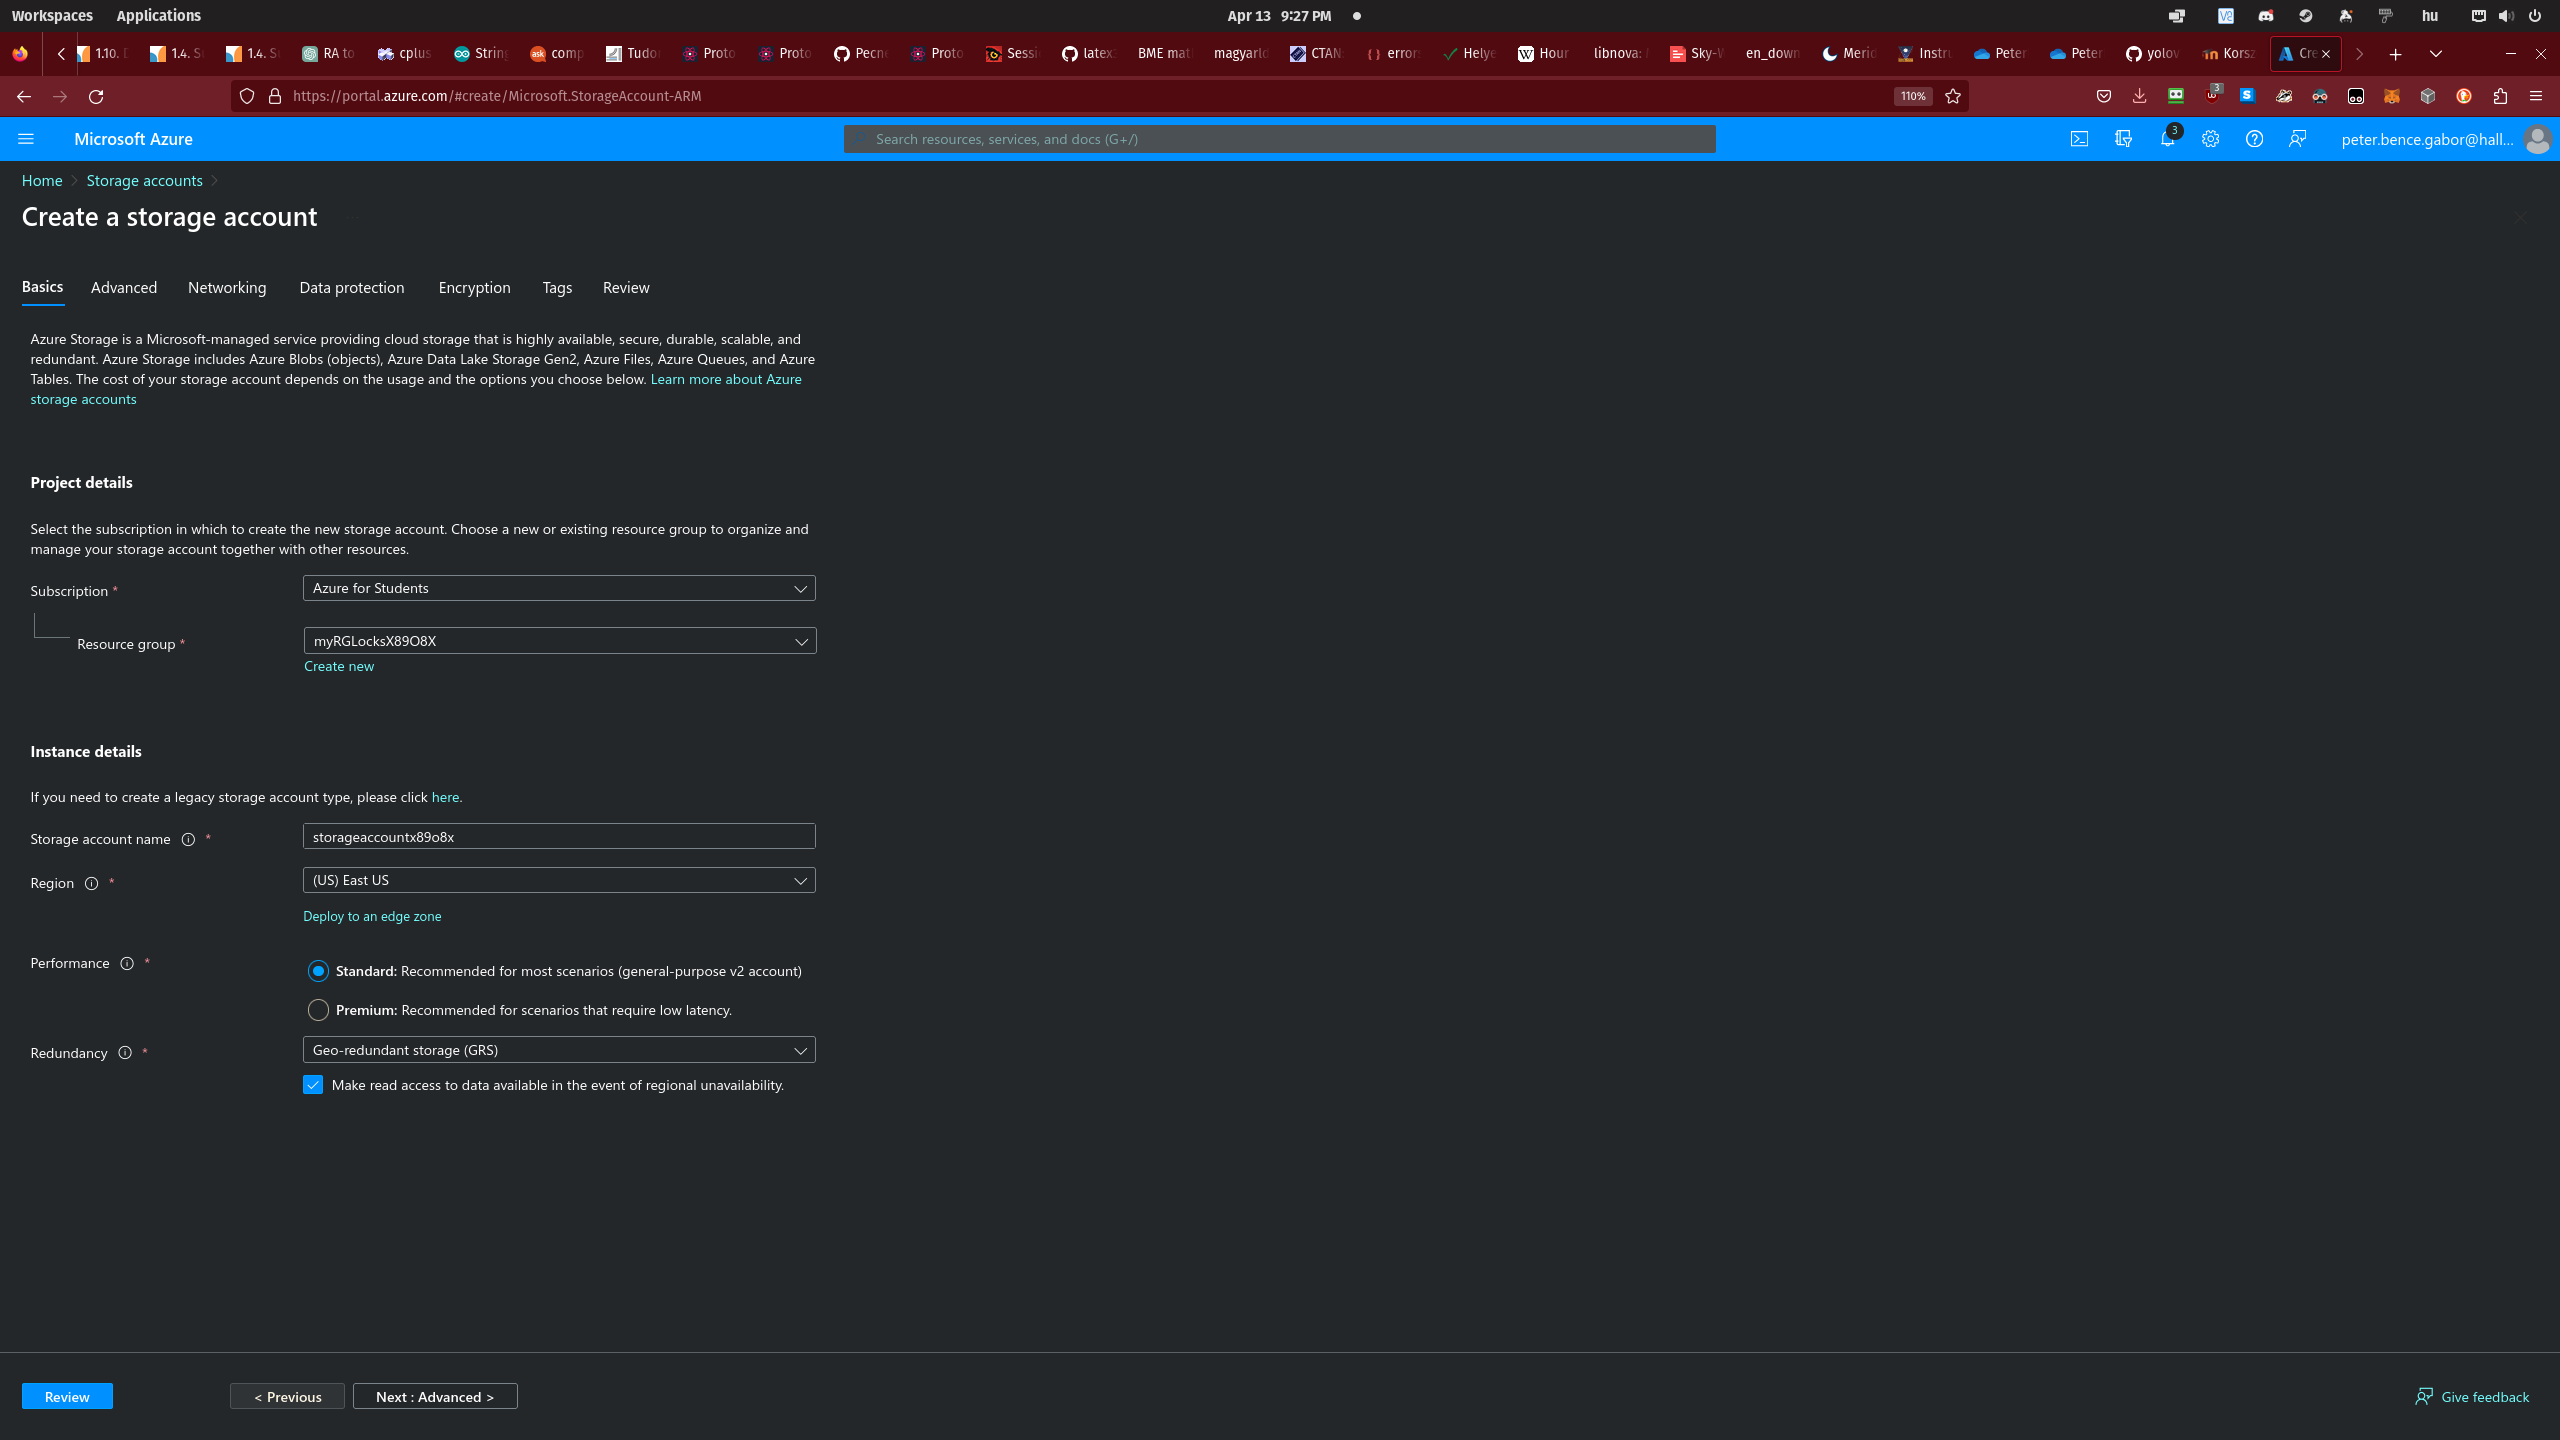 Workspaces Applications Apr 13 9:27 PM hu
1.10. 1.4. 1.4. RA to cplus String comp Tudo Proto Proto Pecne Proto Sessi latex BME mat magyarld CTAN: errors Helye Hour libnova: Sky-W en_down Merid Instru Peter Peter yolov Korsz Cre
https://portal.azure.com/#create/Microsoft.StorageAccount-ARM 110% 3
Microsoft Azure Search resources, services, and docs (G+/) 3 peter.bence.gabor@hall...
Home Storage accounts
Create a storage account
Basics Advanced Networking Data protection Encryption Tags Review
Azure Storage is a Microsoft-managed service providing cloud storage that is highly available, secure, durable, scalable, and
redundant. Azure Storage includes Azure Blobs (objects), Azure Data Lake Storage Gen2, Azure Files, Azure Queues, and Azure
Tables. The cost of your storage account depends on the usage and the options you choose below. Learn more about Azure
storage accounts
Project details
Select the subscription in which to create the new storage account. Choose a new or existing resource group to organize and
manage your storage account together with other resources.
Subscription * Azure for Students
Resource group * myRGLocksX89O8X
Create new
Instance details
If you need to create a legacy storage account type, please click here.
Storage account name * storageaccountx89o8x
Region * (US) East US
Deploy to an edge zone
Performance * Standard: Recommended for most scenarios (general-purpose v2 account)
Premium: Recommended for scenarios that require low latency.
Redundancy * Geo-redundant storage (GRS)
Make read access to data available in the event of regional unavailability.
Review < Previous Next : Advanced > Give feedback